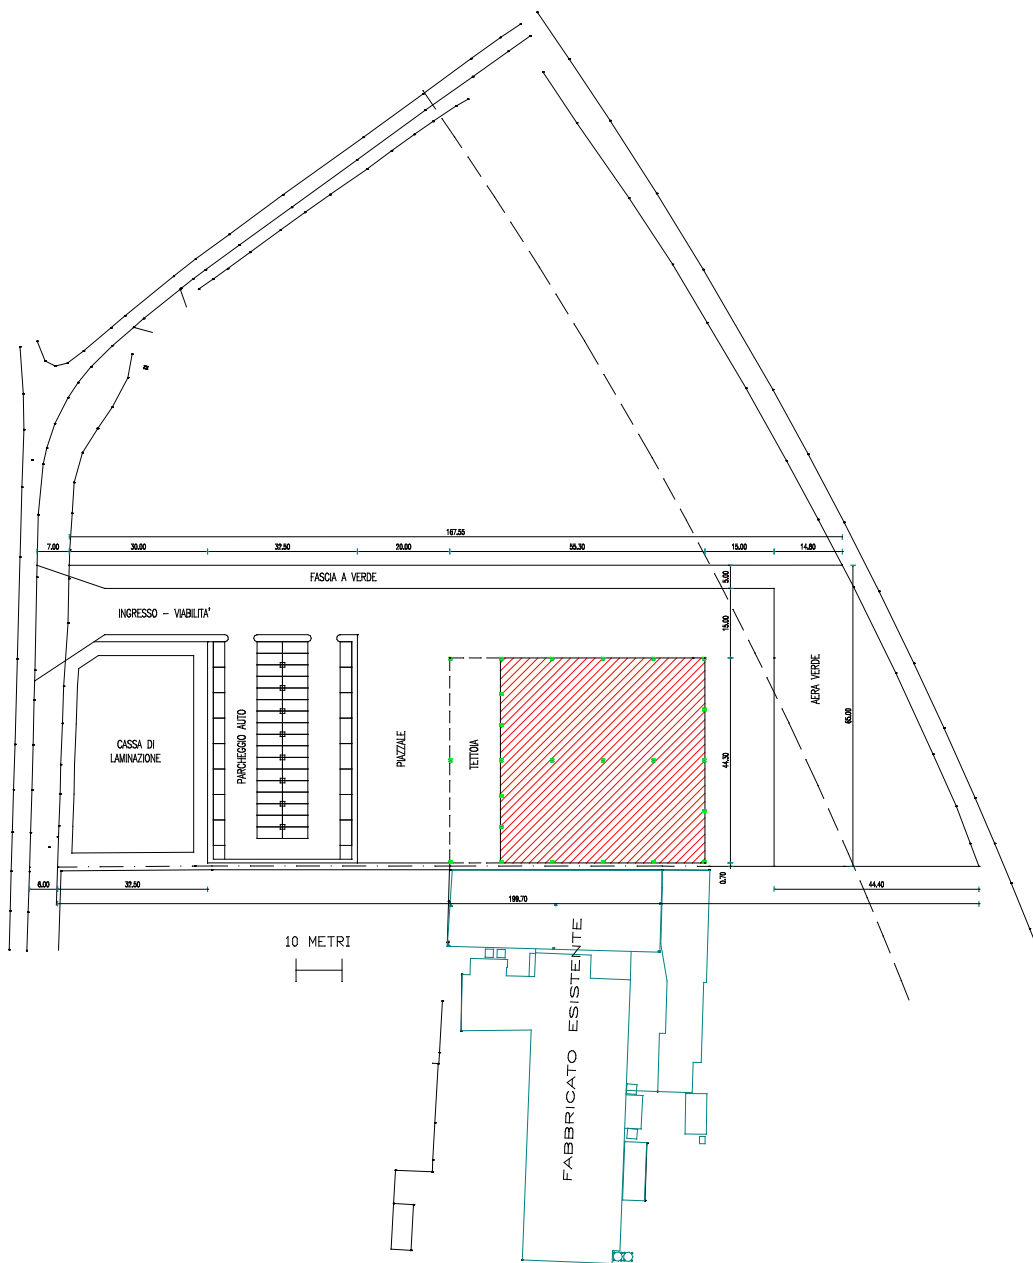 167.55
7.00
30.00
32.50
20.00
55.30
15.00
14.80
FASCIA A VERDE
5.00
INGRESSO - VIABILITA'
15.00
AERA VERDE
65.00
CASSA DI
LAMINAZIONE
PARCHEGGIO AUTO
PIAZZALE
TETTOIA
44.30
0.70
6.00
32.50
44.40
199.70
10 METRI
FABBRICATO ESISTENTE